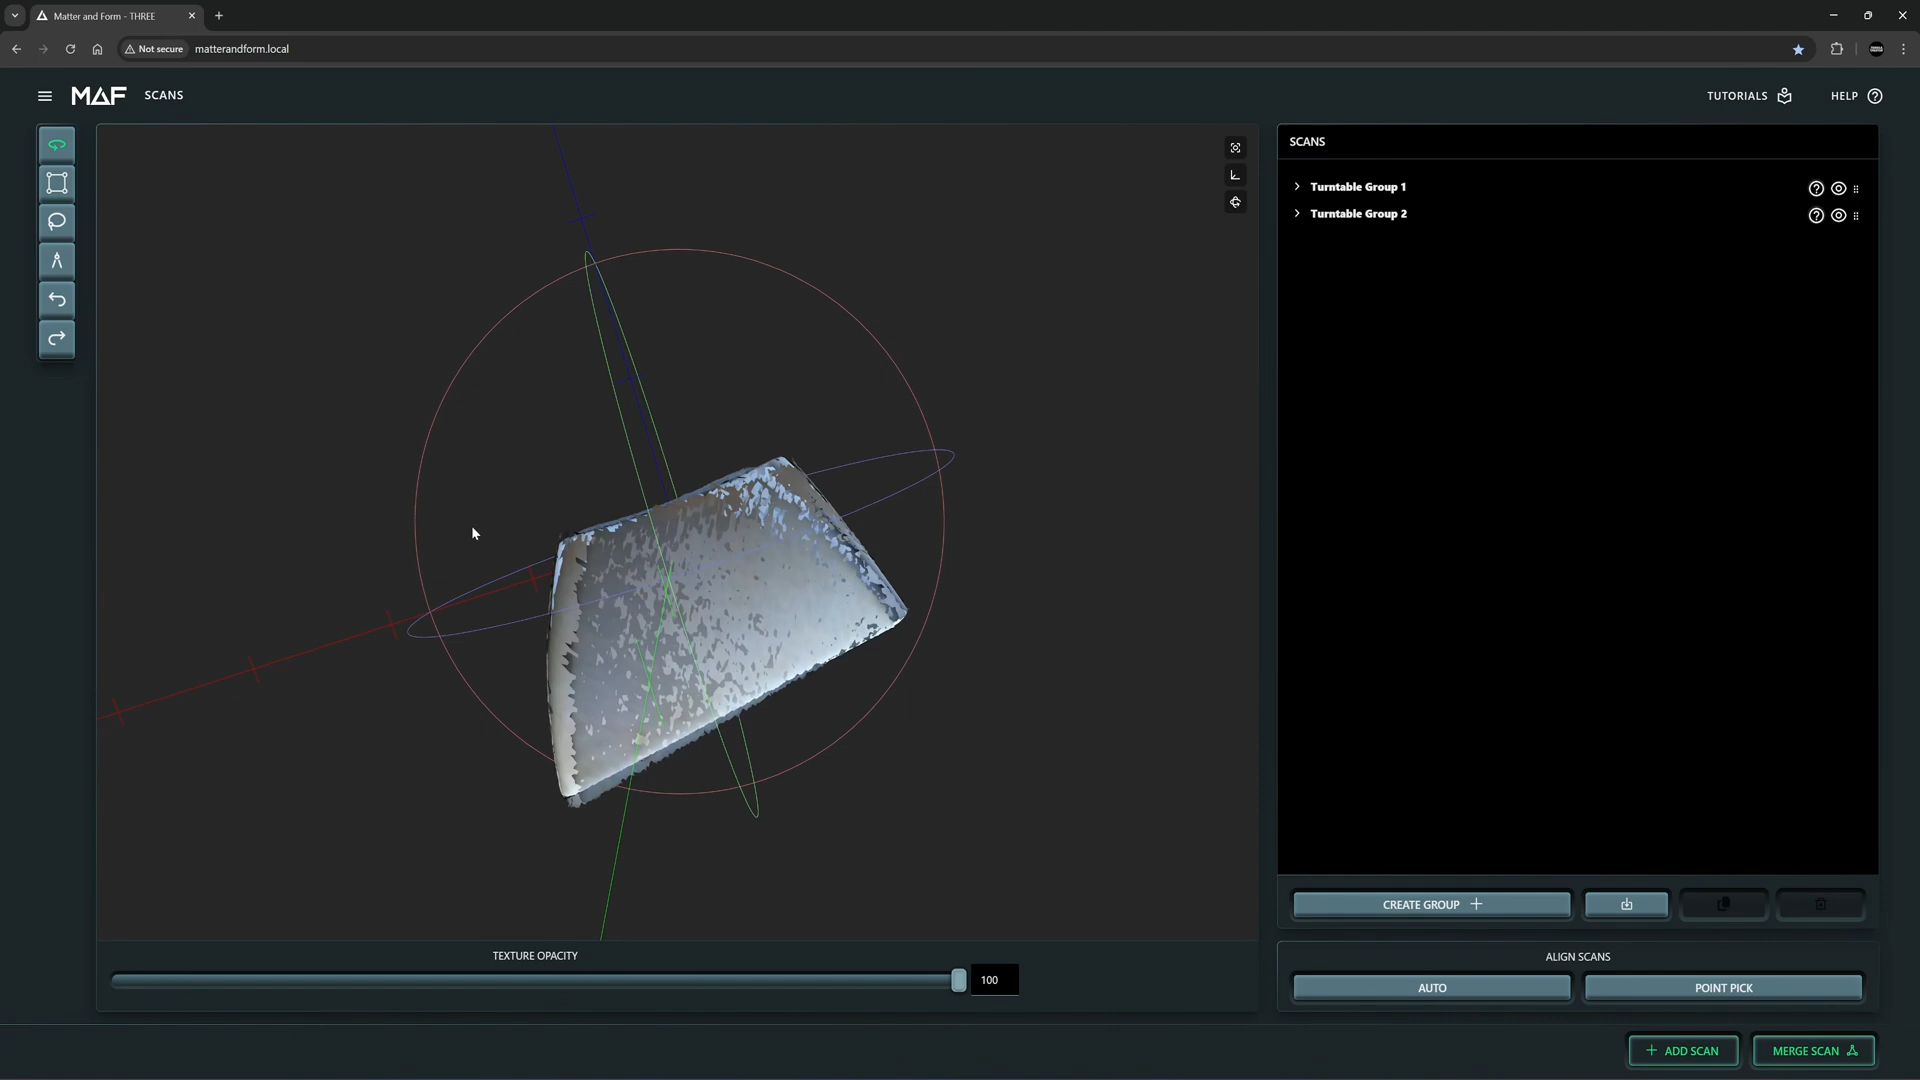 Matter and Form - THREE
Not secure
matterandform.local
MAF
SCANS
TUTORIALS
HELP
SCANS
Turntable Group 1
Turntable Group 2
CREATE GROUP
TEXTURE OPACITY
100
ALIGN SCANS
AUTO
POINT PICK
ADD SCAN
MERGE SCAN